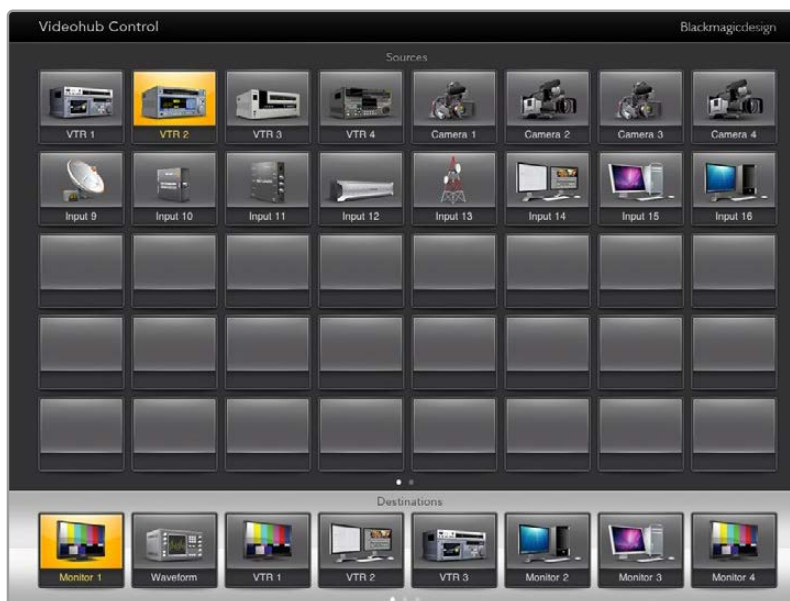 Videohub Control Blackmagicdesign
Sources
VTR 1 VTR 2 VTR 3 VTR 4 Camera 1 Camera 2 Camera 3 Camera 4
Input 9 Input 10 Input 11 Input 12 Input 13 Input 14 Input 15 Input 16
Destinations
Monitor 1 Waveform VTR 1 VTR 2 VTR 3 Monitor 2 Monitor 3 Monitor 4